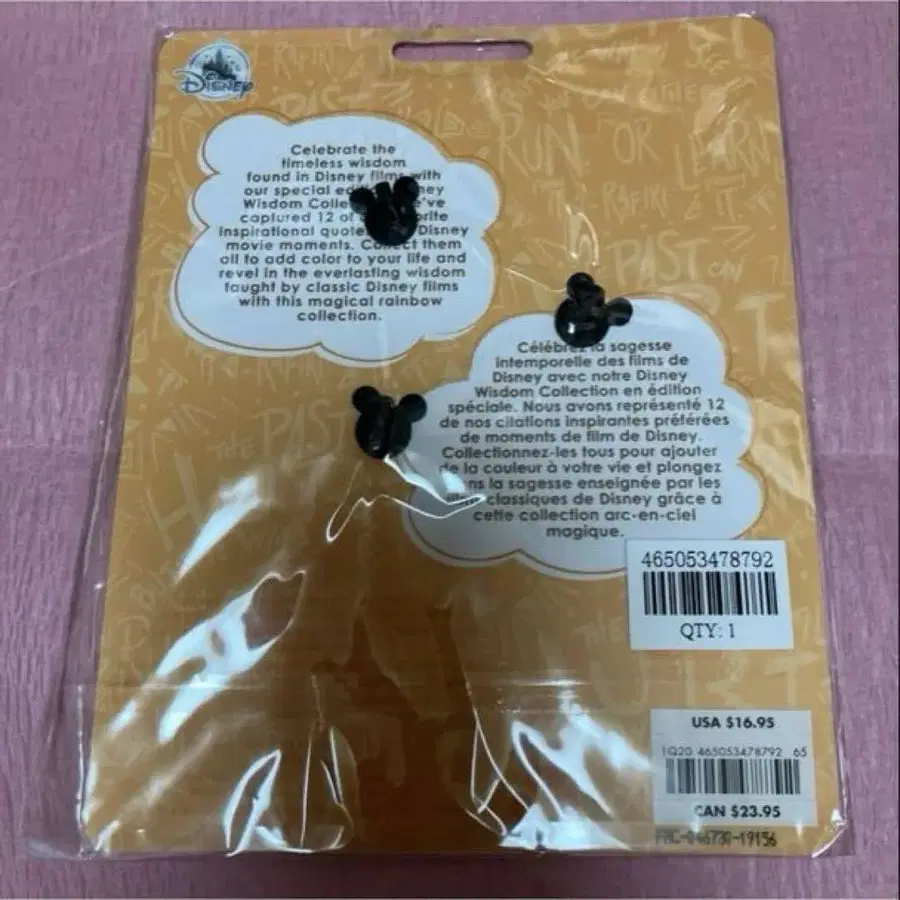 Disney
Celebrate the
timeless wisdom
found in Disney films with
our special
Wisdom
captured 12 of
inspirational Disney
movie moments. Collect them
all to add color to your life and
revel in the everlasting wisdom
taught by classic Disney films
with this magical rainbow
collection.
Célébrez la sagesse
intemporelle des films de
Disney avec notre Disney
Wisdom Collection en édition
spéciale. Nous avons représenté 12
de nos citations inspirantes préférées
de moments de film de Disney.
Collectionnez-les tous pour ajouter
de la couleur à votre vie et plongez
la sagesse enseignée par les
classiques de Disney grâce à
cette collection arc-en-ciel
magique.
465053478792
QTY: 1
USA $16.95
1Q20 465053478792 65
CAN $23.95
RUN OR LEARN
RAFIKI
PAST